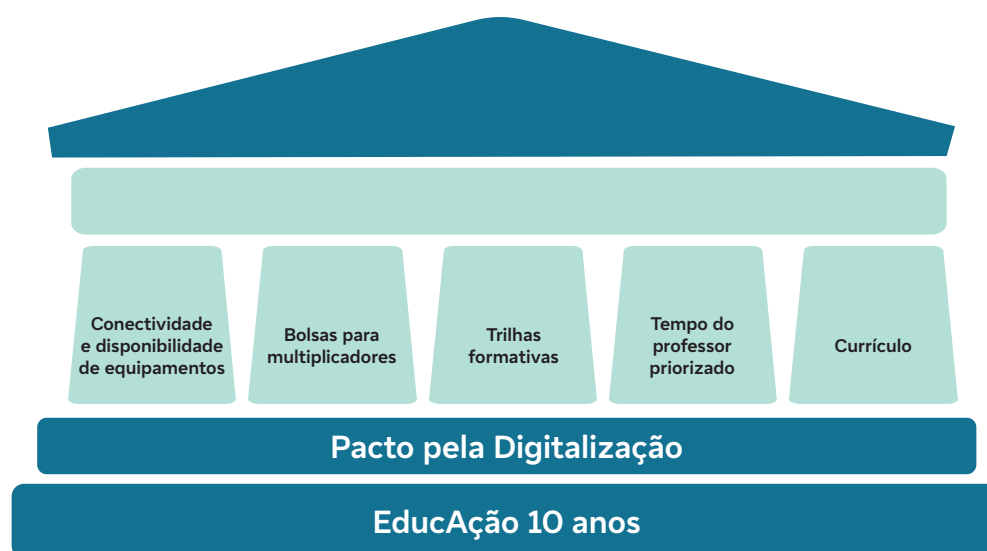 Conectividade
e disponibilidade
de equipamentos
Bolsas para
multiplicadores
Trilhas
formativas
Tempo do
professor
priorizado
Currículo
Pacto pela Digitalização
EducAção 10 anos